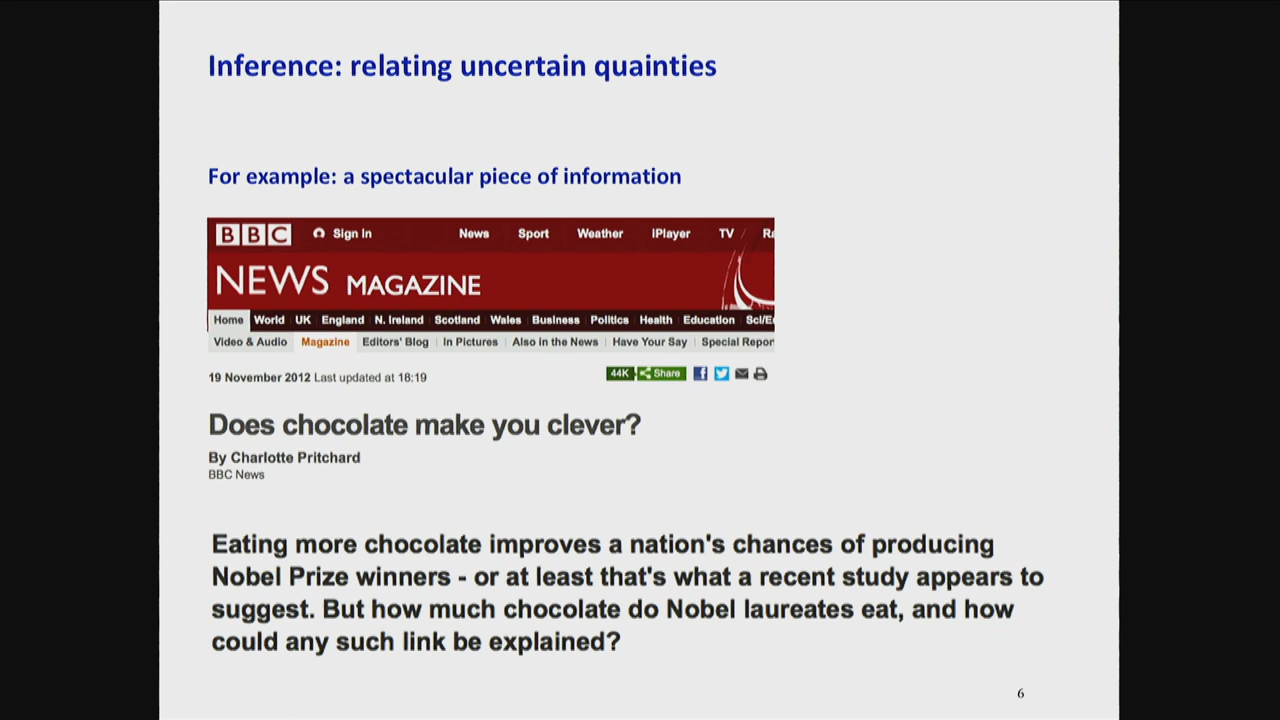 Inference: relating uncertain quainties
For example: a spectacular piece of information
BBC Sign in News Sport Weather iPlayer TV
NEWS MAGAZINE
Home World UK England N. Ireland Scotland Wales Business Politics Health Education
Video & Audio Magazine Editors' Blog In Pictures Also in the News Have Your Say Special
19 November 2012 Last updated at 18:19 44K Share
Does chocolate make you clever?
By Charlotte Pritchard
BBC News
Eating more chocolate improves a nation's chances of producing
Nobel Prize winners - or at least that's what a recent study appears to
suggest. But how much chocolate do Nobel laureates eat, and how
could any such link be explained?
6